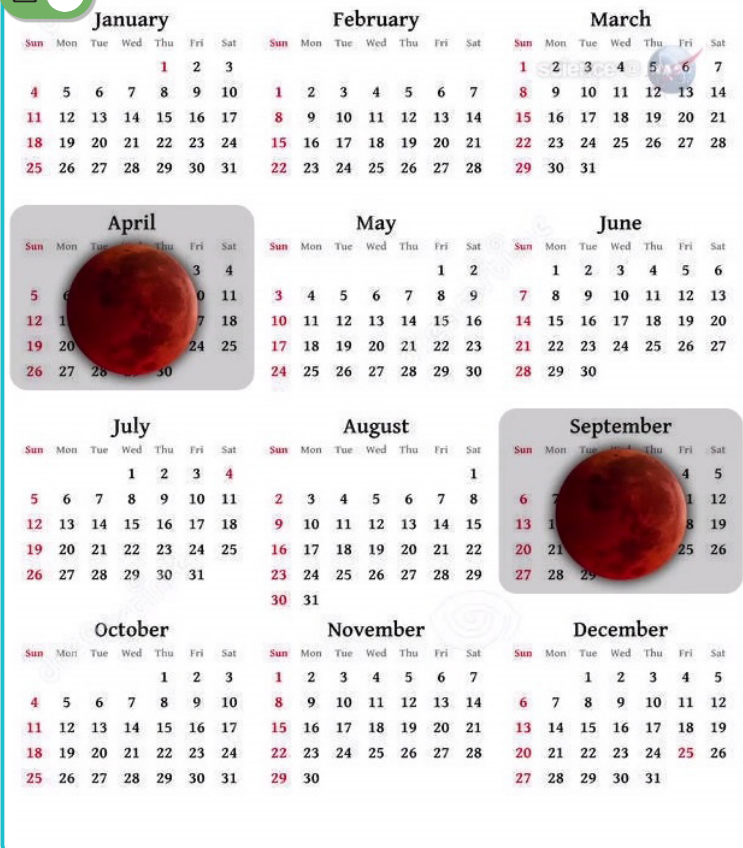 January February March
Sun Mon Tue Wed Thu Fri Sat Sun Mon Tue Wed Thu Fri Sat Sun Mon Tue Wed Thu Fri Sat
1 2 3 1 2 3 4 5 6 7
4 5 6 7 8 9 10 1 2 3 4 5 6 7 8 9 10 11 12 13 14
11 12 13 14 15 16 17 8 9 10 11 12 13 14 15 16 17 18 19 20 21
18 19 20 21 22 23 24 15 16 17 18 19 20 21 22 23 24 25 26 27 28
25 26 27 28 29 30 31 22 23 24 25 26 27 28 29 30 31
April May June
Sun Mon Tue Thu Fri Sat Sun Mon Tue Wed Thu Fri Sat Sun Mon Tue Wed Thu Fri Sat
3 4 1 2 1 2 3 4 5 6
5 11 3 4 5 6 7 8 9 7 8 9 10 11 12 13
12 18 10 11 12 13 14 15 16 14 15 16 17 18 19 20
19 20 24 25 17 18 19 20 21 22 23 21 22 23 24 25 26 27
26 27 28 30 24 25 26 27 28 29 30 28 29 30
July August September
Sun Mon Tue Wed Thu Fri Sat Sun Mon Tue Wed Thu Fri Sat Sun Mon Tue Thu Fri Sat
1 2 3 4 1 4 5
5 6 7 8 9 10 11 2 3 4 5 6 7 8 6 7 12
12 13 14 15 16 17 18 9 10 11 12 13 14 15 13 19
19 20 21 22 23 24 25 16 17 18 19 20 21 22 20 21 25 26
26 27 28 29 30 31 23 24 25 26 27 28 29 27 28 29
30 31
October November December
Sun Mon Tue Wed Thu Fri Sat Sun Mon Tue Wed Thu Fri Sat Sun Mon Tue Wed Thu Fri Sat
1 2 3 1 2 3 4 5 6 7 1 2 3 4 5
4 5 6 7 8 9 10 8 9 10 11 12 13 14 6 7 8 9 10 11 12
11 12 13 14 15 16 17 15 16 17 18 19 20 21 13 14 15 16 17 18 19
18 19 20 21 22 23 24 22 23 24 25 26 27 28 20 21 22 23 24 25 26
25 26 27 28 29 30 31 29 30 27 28 29 30 31